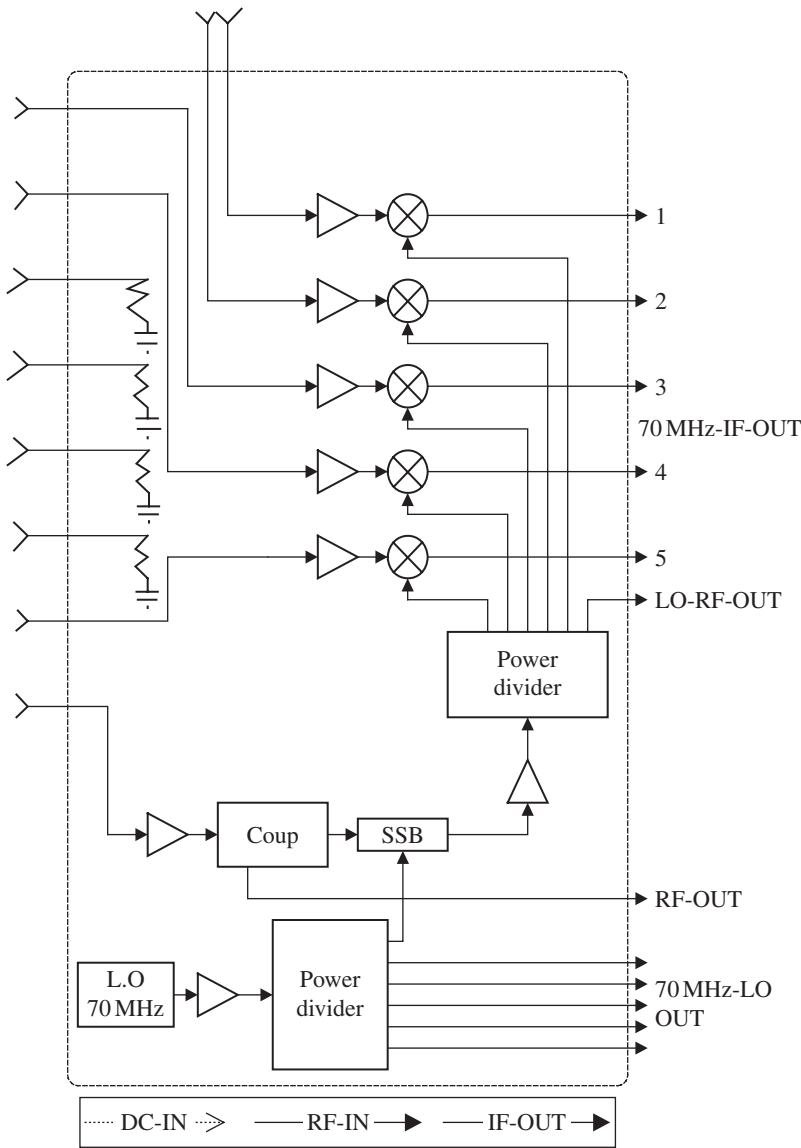 1
2
3
70 MHz-IF-OUT
4
5
LO-RF-OUT
Power
divider
Coup
SSB
RF-OUT
L.O
70 MHz
Power
divider
70 MHz-LO
OUT
DC-IN
RF-IN
IF-OUT